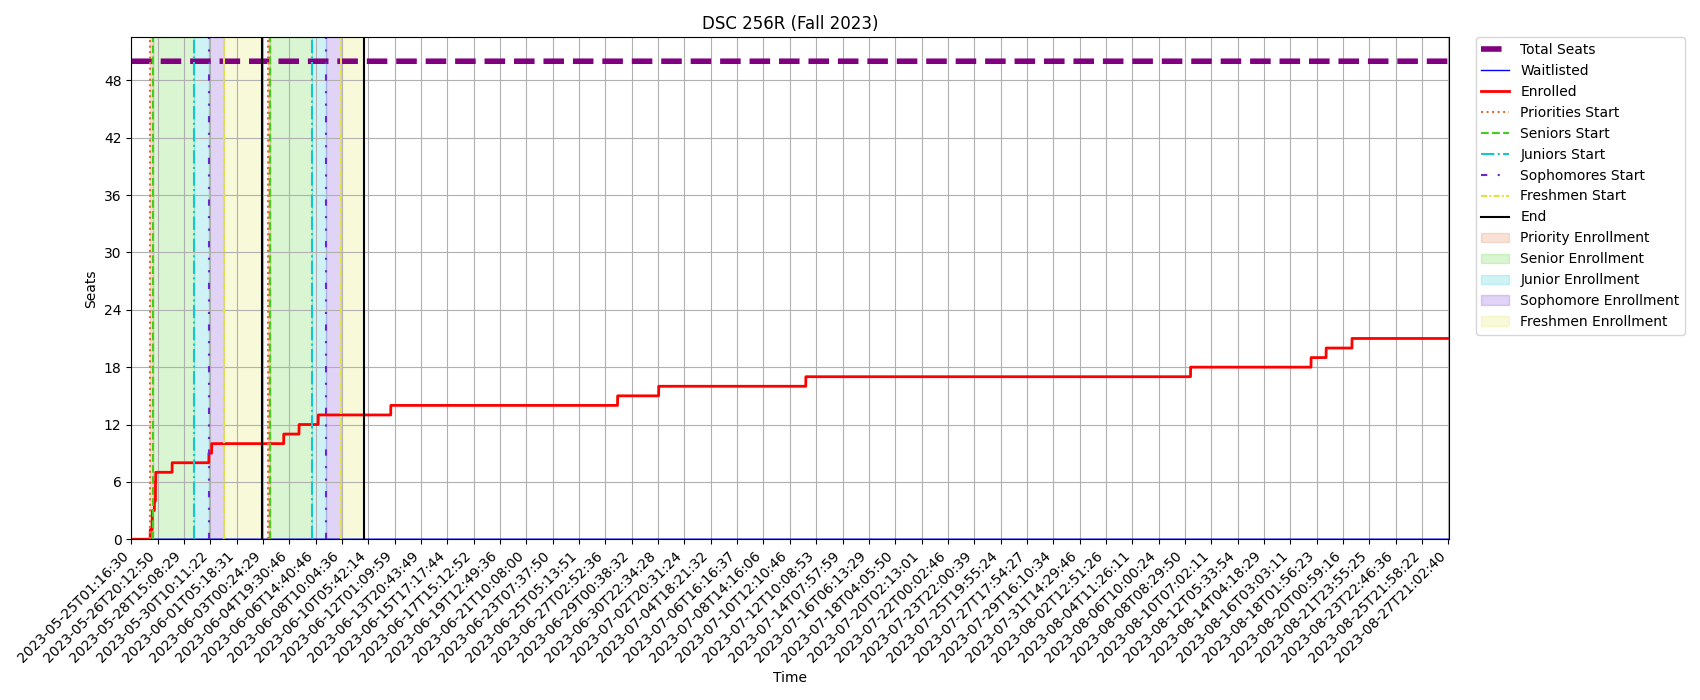 DSC 256R (Fall 2023)
Total Seats
Waitlisted
Enrolled
Priorities Start
Seniors Start
Juniors Start
Sophomores Start
Freshmen Start
End
Priority Enrollment
Senior Enrollment
Junior Enrollment
Sophomore Enrollment
Freshmen Enrollment
Seats
48
42
36
30
24
18
12
6
0
2023-05-25T01:16:30
2023-05-26T20:12:50
2023-05-28T15:08:29
2023-05-30T10:11:22
2023-06-01T05:18:31
2023-06-03T00:24:29
2023-06-04T19:30:46
2023-06-06T14:40:46
2023-06-08T10:04:36
2023-06-10T05:42:14
2023-06-12T01:09:59
2023-06-13T20:43:49
2023-06-15T17:17:44
2023-06-17T15:12:52
2023-06-19T12:49:36
2023-06-21T10:08:00
2023-06-23T07:37:50
2023-06-25T05:13:51
2023-06-27T02:52:36
2023-06-29T00:38:32
2023-06-30T22:34:28
2023-07-02T20:31:24
2023-07-04T18:21:32
2023-07-06T16:16:37
2023-07-08T14:16:06
2023-07-10T12:10:46
2023-07-12T10:08:53
2023-07-14T07:57:59
2023-07-16T06:13:29
2023-07-18T04:05:50
2023-07-20T02:13:01
2023-07-22T00:02:46
2023-07-23T22:00:39
2023-07-25T19:55:24
2023-07-27T17:54:27
2023-07-29T16:10:34
2023-07-31T14:29:46
2023-08-02T12:51:26
2023-08-04T11:26:11
2023-08-06T10:00:24
2023-08-08T08:29:50
2023-08-10T07:02:11
2023-08-12T05:33:54
2023-08-14T04:18:29
2023-08-16T03:03:11
2023-08-18T01:56:23
2023-08-20T00:59:16
2023-08-21T23:55:25
2023-08-23T22:46:36
2023-08-25T21:58:22
2023-08-27T21:02:40
Time